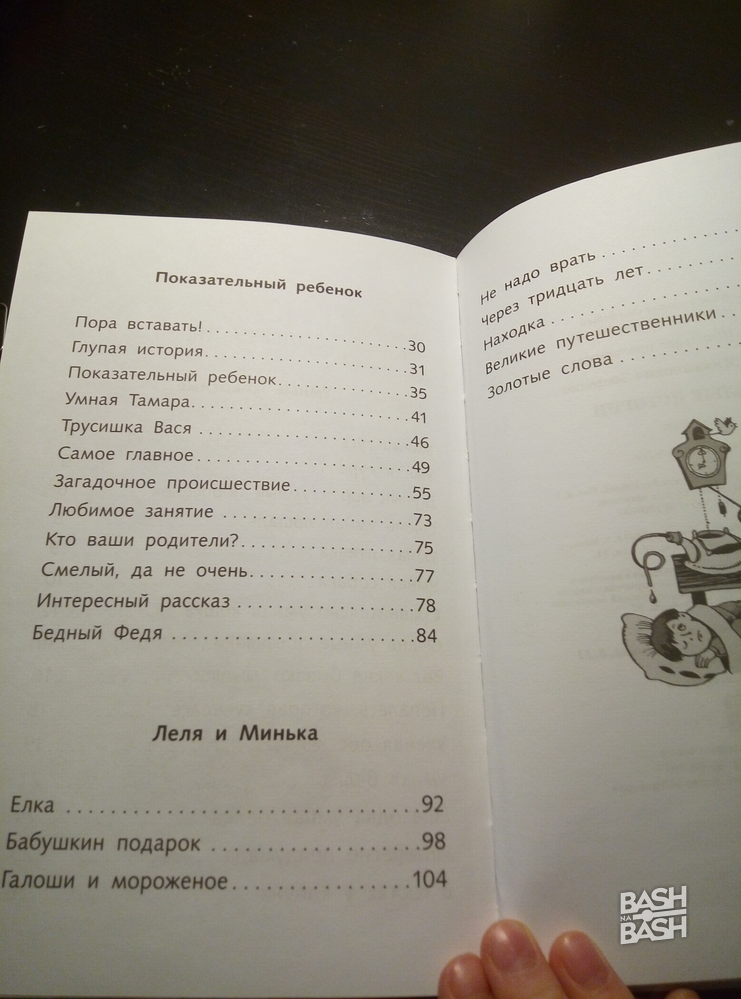 Показательный ребенок
Пора вставать!..........................30
Глупая история..........................31
Показательный ребенок..................35
Умная Тамара............................41
Трусишка Вася ..........................46
Самое главное...........................49
Загадочное происшествие................55
Любимое занятие ........................73
Кто ваши родители?......................75
Смелый, да не очень.....................77
Интересный рассказ .....................78
Бедный Федя ............................84
Леля и Минька
Елка ...................................92
Бабушкин подарок .......................98
Галоши и мороженое.....................104
Не надо врать ..............
Через тридцать лет..........
Находка ....................
Великие путешественники ..
Золотые слова ..............
BASH
NA
BASH